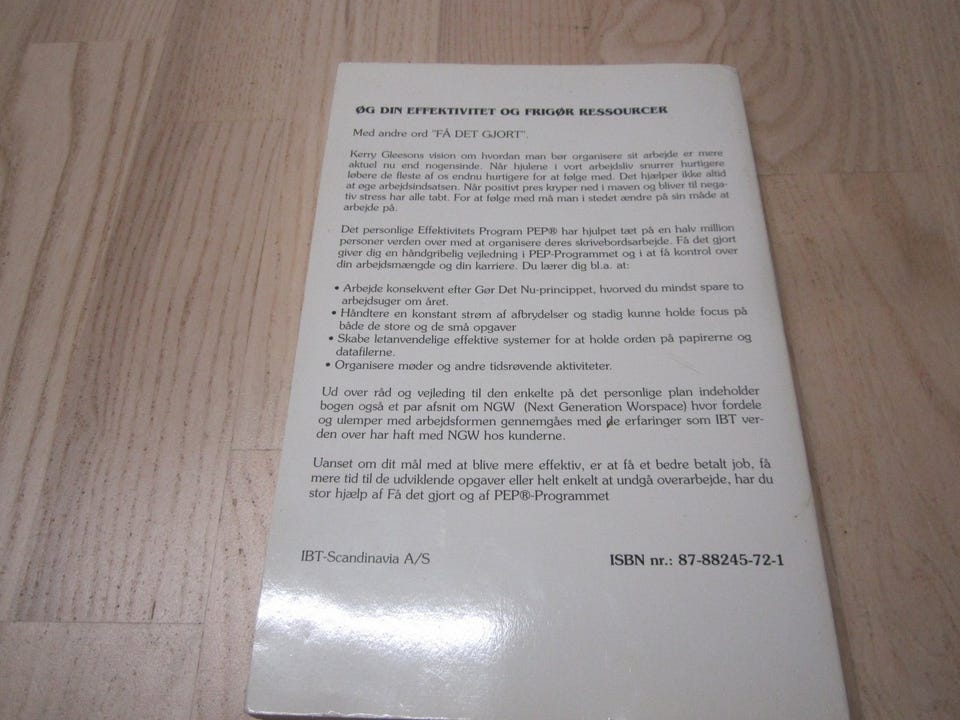 ØG DIN EFFEKTIVITET OG FRIGØR RESSOURCER
Med andre ord "FÅ DET GJORT".
Kerry Gleesons vision om hvordan man bør organisere sit arbejde er mere
aktuel nu end nogensinde. Når hjulene i vort arbejdsliv snurrer hurtigere
løbere de fleste af os endnu hurtigere for at følge med. Det hjælper ikke altid
at øge arbejdsindsatsen. Når positivt pres kryper ned i maven og bliver til nega-
tiv stress har alle tabt. For at følge med må man i stedet ændre på sin måde at
arbejde på.
Det personlige Effektivitets Program PEP® har hjulpet tæt på en halv million
personer verden over med at organisere deres skrivebordsarbejde. Få det gjort
giver dig en håndgribelig vejledning i PEP-Programmet og i at få kontrol over
din arbejdsmængde og din karriere. Du lærer dig bl.a. at:
• Arbejde konsekvent efter Gør Det Nu-princippet, hvorved du mindst spare to
arbejdsuger om året.
• Håndtere en konstant strøm af afbrydelser og stadig kunne holde focus på
både de store og de små opgaver
• Skabe letanvendelige effektive systemer for at holde orden på papirerne og
datafilerne.
• Organisere møder og andre tidsrøvende aktiviteter.
Ud over råd og vejleding til den enkelte på det personlige plan indeholder
bogen også et par afsnit om NGW (Next Generation Worspace) hvor fordele
og ulemper med arbejdsformen gennemgåes med de erfaringer som IBT ver-
den over har haft med NGW hos kunderne.
Uanset om dit mål med at blive mere effektiv, er at få et bedre betalt job, få
mere tid til de udviklende opgaver eller helt enkelt at undgå overarbejde, har du
stor hjælp af Få det gjort og af PEP®-Programmet
IBT-Scandinavia A/S ISBN nr.: 87-88245-72-1